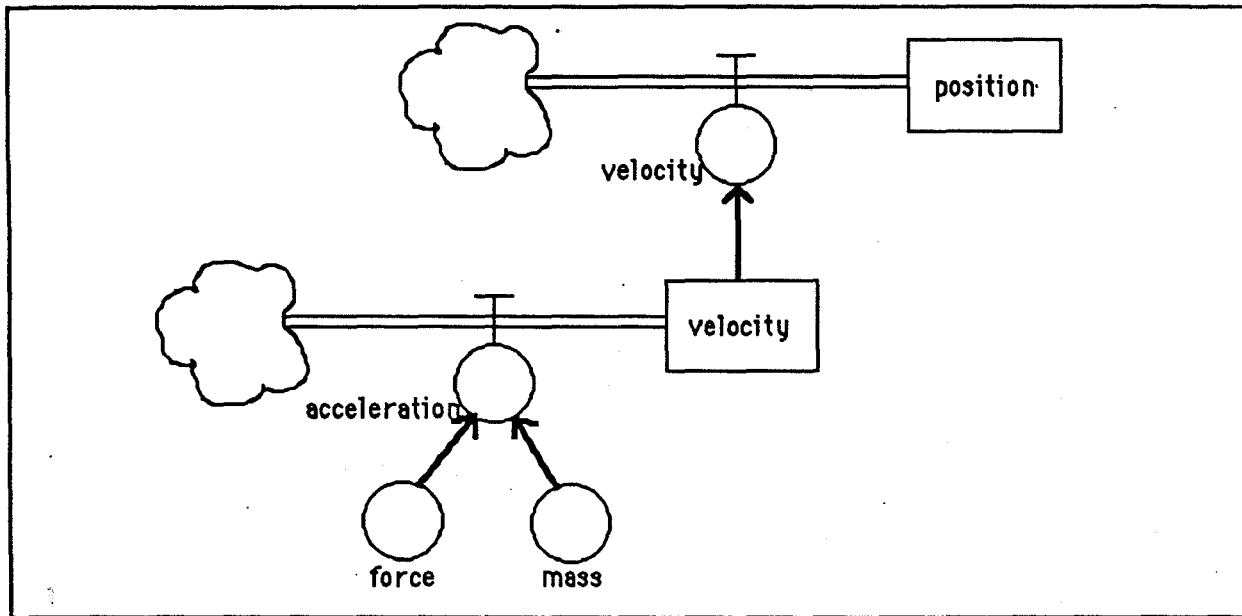 position
velocity
velocity
acceleration
force
mass